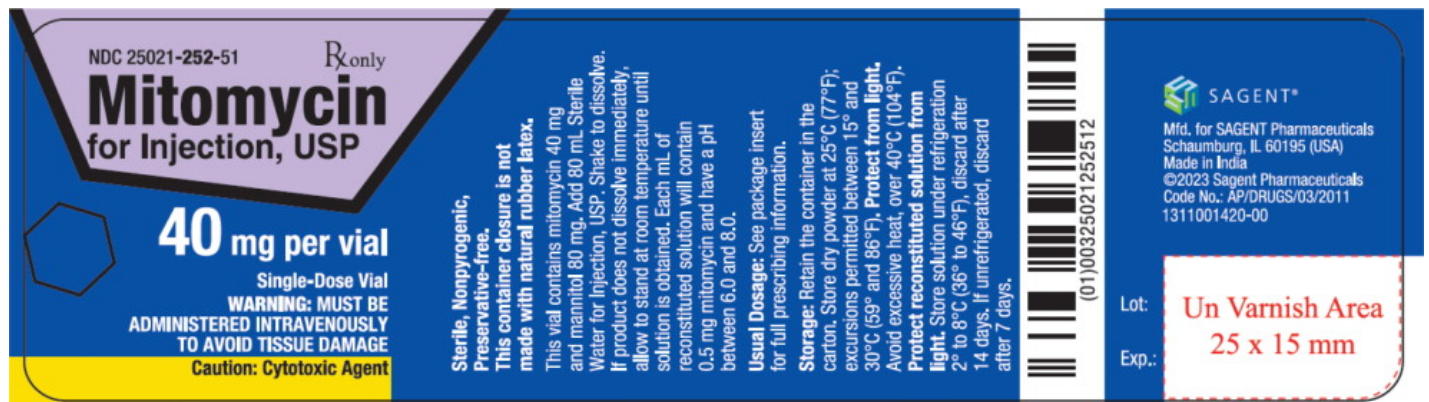 NDC 25021-252-51
Rx only
Mitomycin
for Injection, USP
40 mg per vial
Single-Dose Vial
WARNING: MUST BE
ADMINISTERED INTRAVENOUSLY
TO AVOID TISSUE DAMAGE
Caution: Cytotoxic Agent
Sterile, Nonpyrogenic,
Preservative-free.
This container closure is not
made with natural rubber latex.
This vial contains mitomycin 40 mg
and mannitol 80 mg. Add 80 mL Sterile
Water for Injection, USP. Shake to dissolve.
If product does not dissolve immediately,
allow to stand at room temperature until
solution is obtained. Each mL of
reconstituted solution will contain
0.5 mg mitomycin and have a pH
between 6.0 and 8.0.
Usual Dosage: See package insert
for full prescribing information.
Storage: Retain the container in the
carton. Store dry powder at 25°C (77°F);
excursions permitted between 15° and
30°C (59° and 86°F). Protect from light.
Avoid excessive heat, over 40°C (104°F).
Protect reconstituted solution from
light. Store solution under refrigeration
2° to 8°C (36° to 46°F), discard after
14 days. If unrefrigerated, discard
after 7 days.
(01)00325021252512
SAGENT®
Mfd. for SAGENT Pharmaceuticals
Schaumburg, IL 60195 (USA)
Made in India
©2023 Sagent Pharmaceuticals
Code No.: AP/DRUGS/03/2011
1311001420-00
Lot:
Exp.:
Un Varnish Area
25 x 15 mm